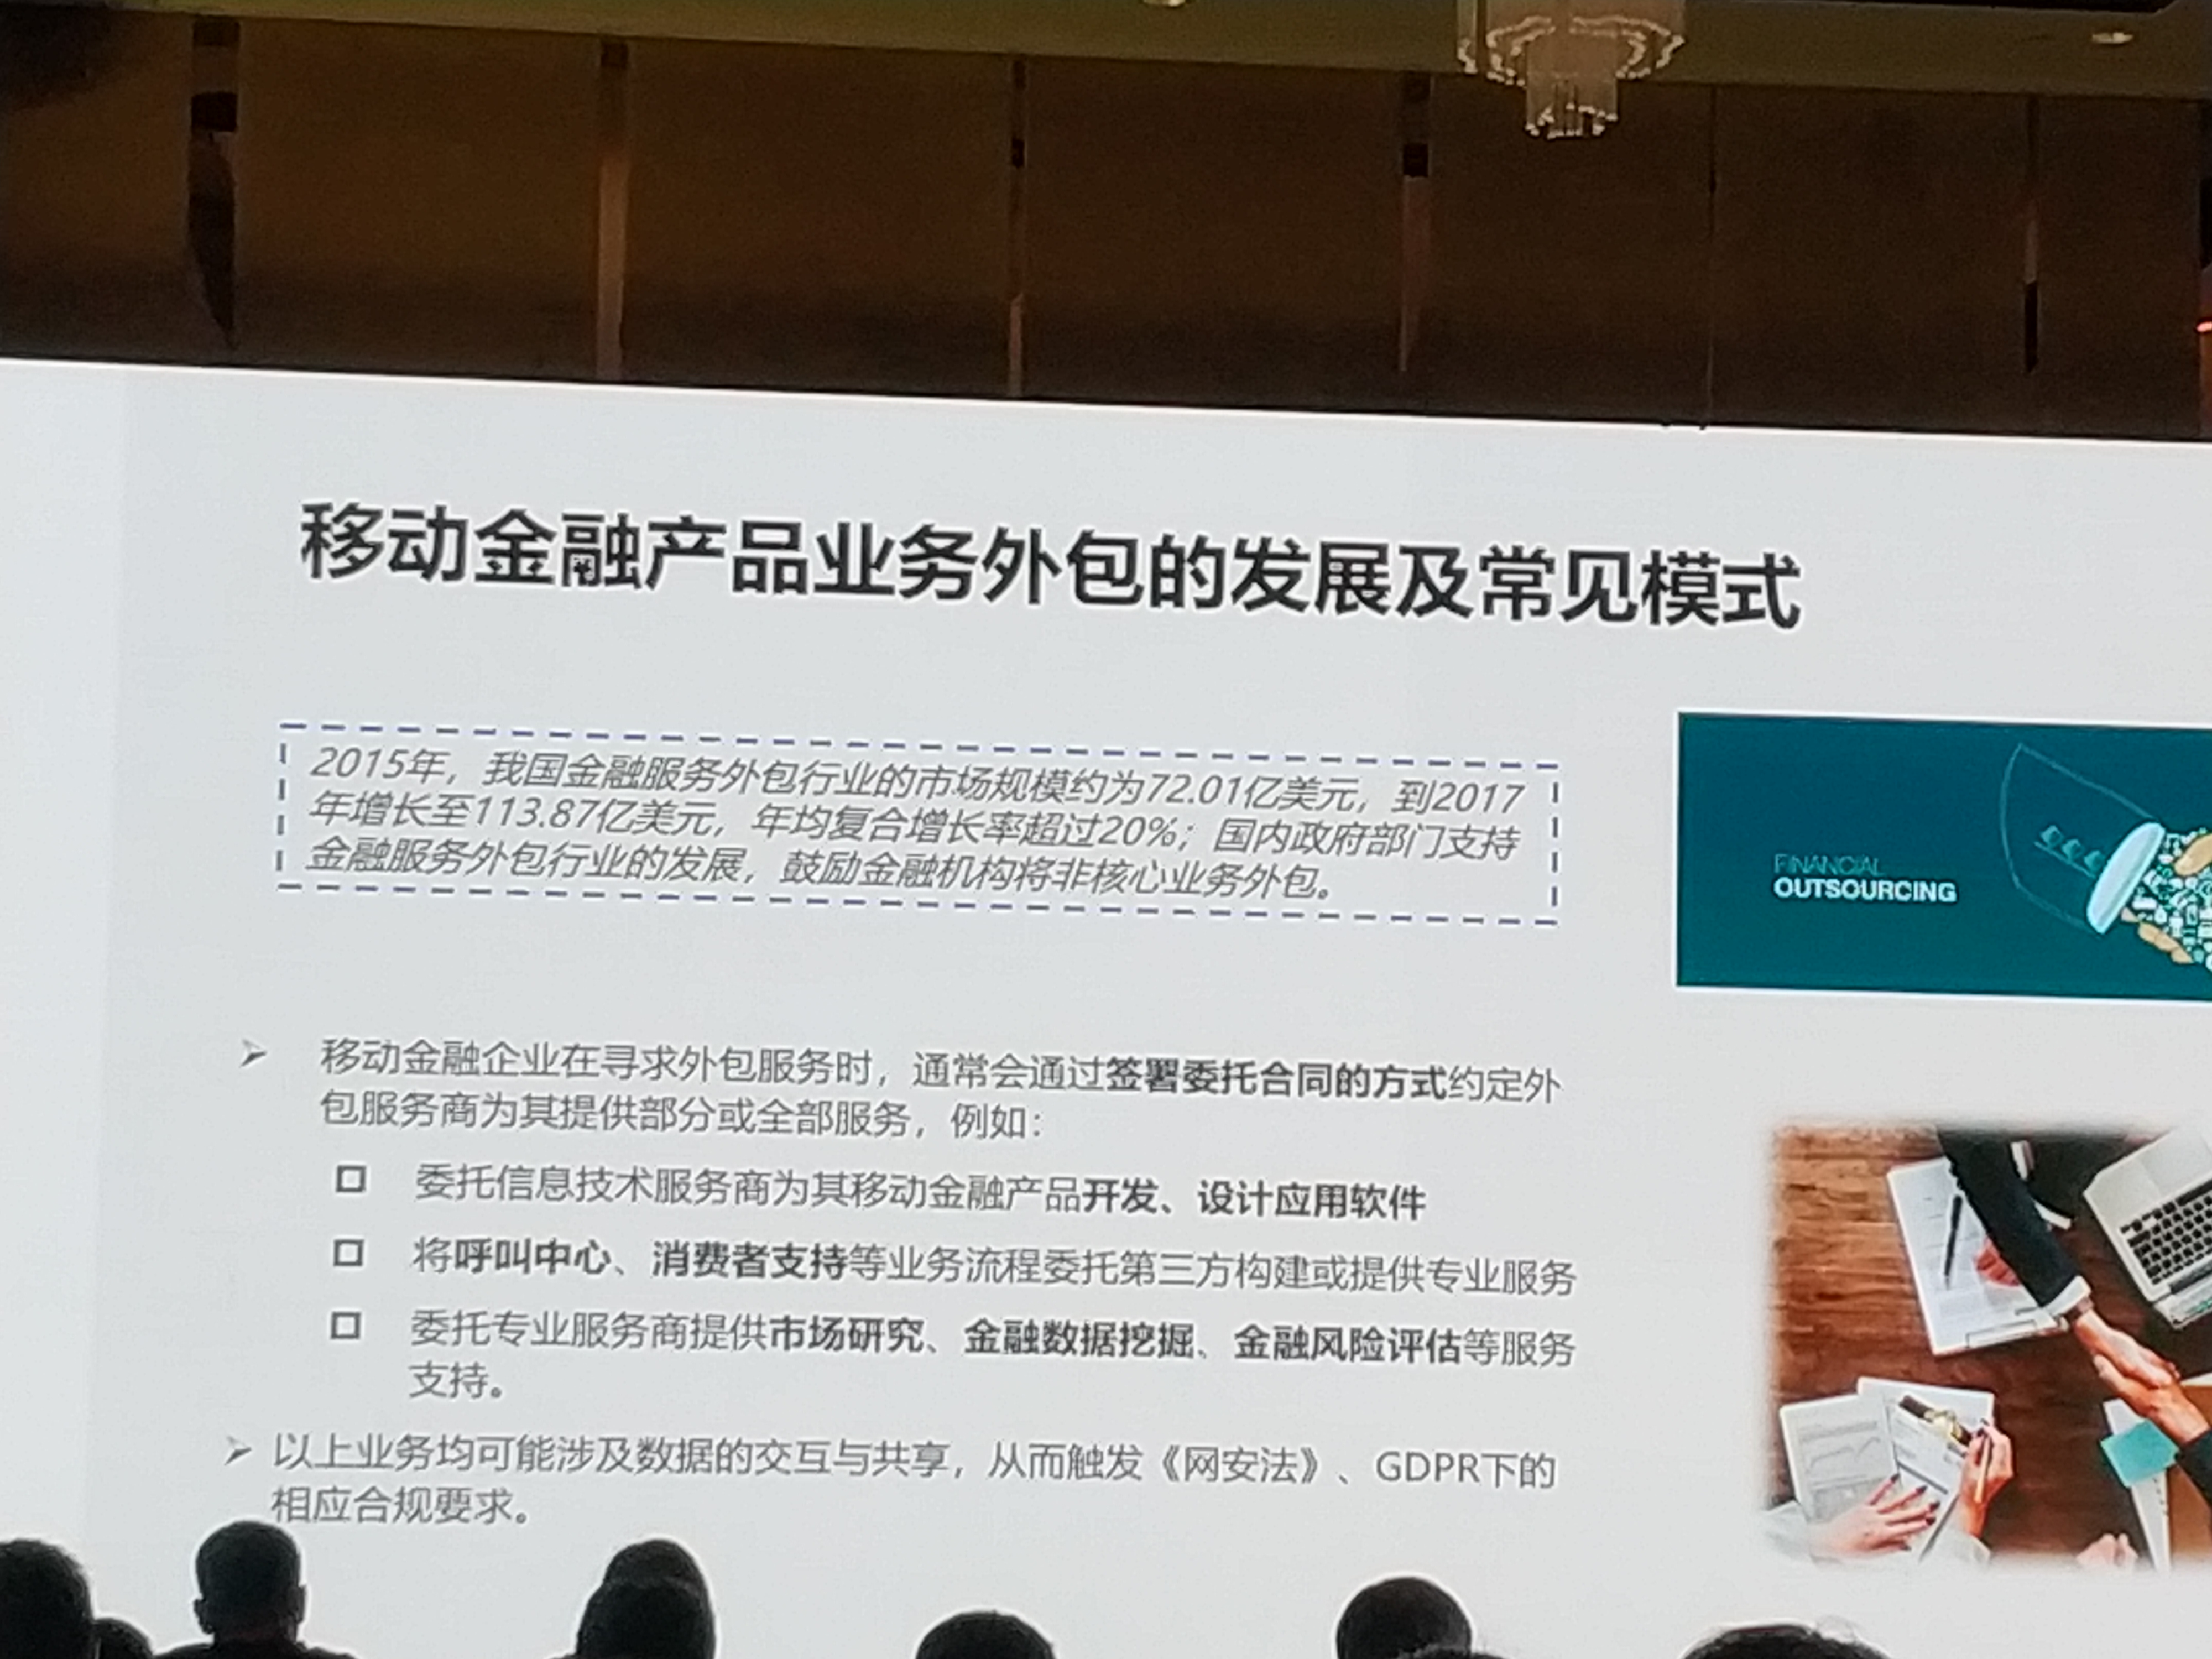 移动金融产品业务外包的发展及常见模式
2015年，我国金融服务外包行业的市场规模约为72.01亿美元，到2017
年增长至113.87亿美元，年均复合增长率超过20%；国内政府部门支持
金融服务外包行业的发展，鼓励金融机构将非核心业务外包。
FINANCIAL
OUTSOURCING
➢ 移动金融企业在寻求外包服务时，通常会通过签署委托合同的方式约定外
包服务商为其提供部分或全部服务，例如：
□ 委托信息技术服务商为其移动金融产品开发、设计应用软件
□ 将呼叫中心、消费者支持等业务流程委托第三方构建或提供专业服务
□ 委托专业服务商提供市场研究、金融数据挖掘、金融风险评估等服务
支持。
➢ 以上业务均可能涉及数据的交互与共享，从而触发《网安法》、GDPR下的
相应合规要求。